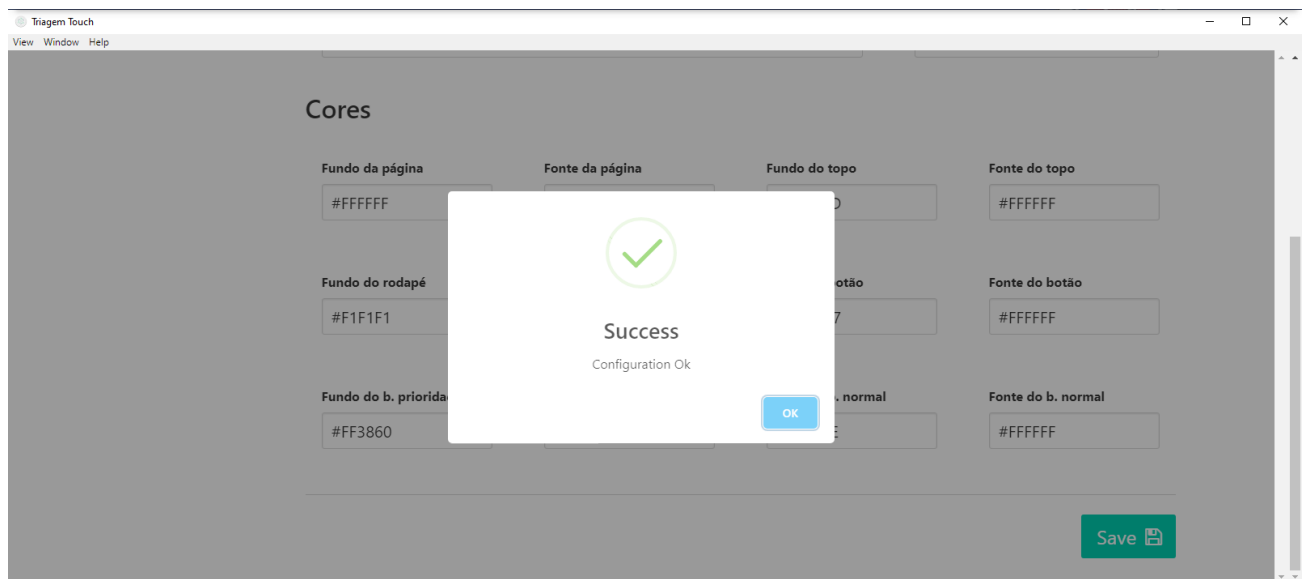 Triagem Touch
View Window Help
Cores
Fundo da página Fonte da página Fundo do topo Fonte do topo
#FFFFFF #FFFFFF
Success
Configuration Ok
OK
Fundo do rodapé Fonte do botão
#F1F1F1 #FFFFFF
Fundo do b. normal Fonte do b. normal
#FF3860 #FFFFFF
Save